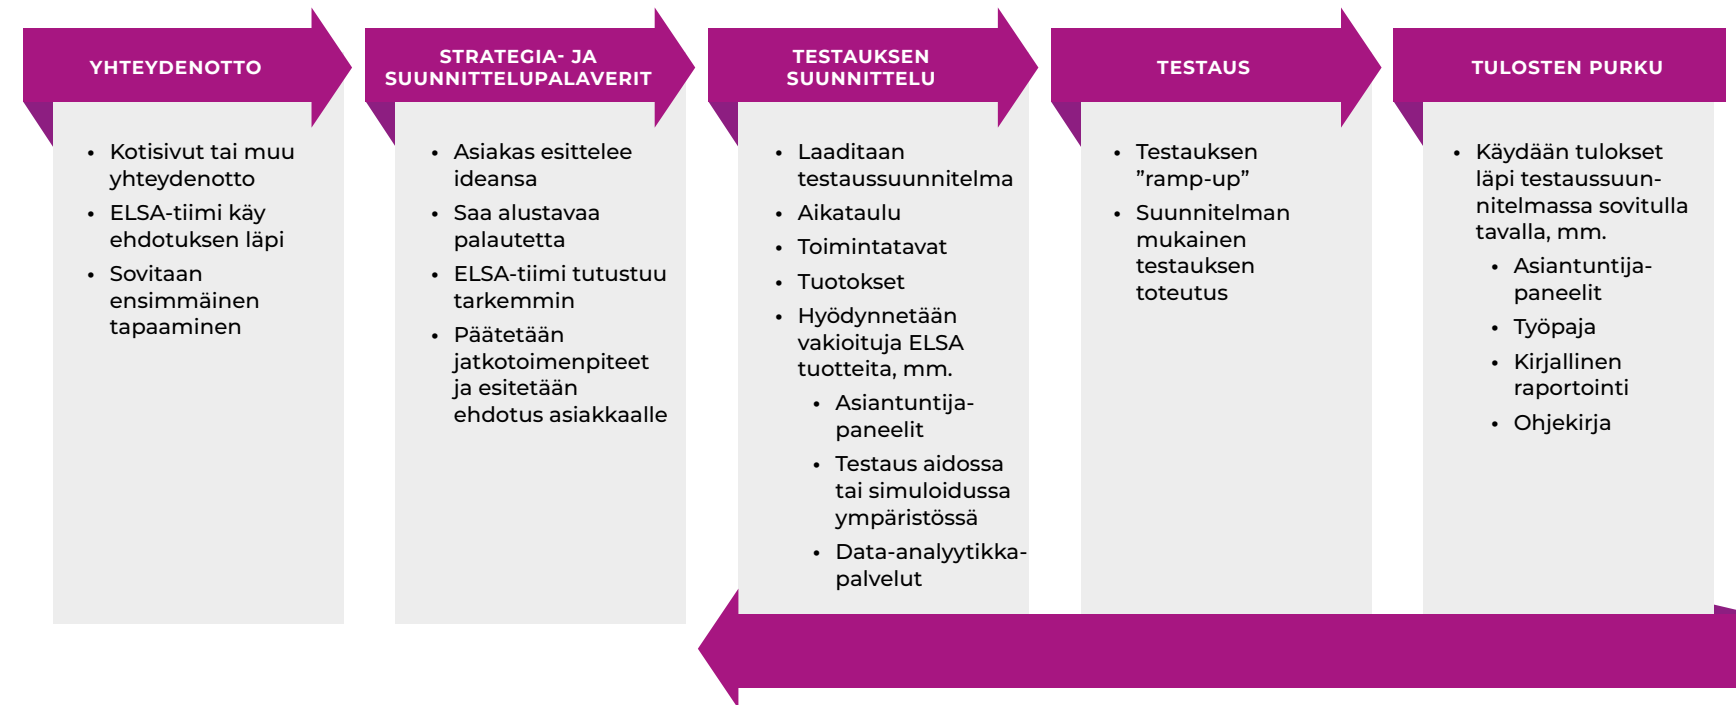 YHTEYDENOTTO
• Kotisivut tai muu
yhteydenotto
• ELSA-tiimi käy
ehdotuksen läpi
• Sovitaan
ensimmäinen
tapaaminen
STRATEGIA- JA
SUUNNITTELUPALAVERIT
• Asiakas esittelee
ideansa
• Saa alustavaa
palautetta
• ELSA-tiimi tutustuu
tarkemmin
• Päätetään
jatkotoimenpiteet
ja esitetään
ehdotus asiakkaalle
TESTAUKSEN
SUUNNITTELU
• Laaditaan
testaussuunnitelma
• Aikataulu
• Toimintatavat
• Tuotokset
• Hyödynnetään
vakioituja ELSA
tuotteita, mm.
• Asiantuntija-
paneelit
• Testaus aidossa
tai simuloidussa
ympäristössä
• Data-analyytikka-
palvelut
TESTAUS
• Testauksen
”ramp-up”
• Suunnitelman
mukainen
testauksen
toteutus
TULOSTEN PURKU
• Käydään tulokset
läpi testaussuun-
nitelmassa sovitulla
tavalla, mm.
• Asiantuntija-
paneelit
• Työpaja
• Kirjallinen
raportointi
• Ohjekirja